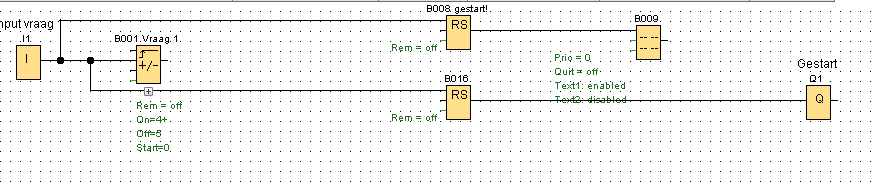 B008.gestart!
nput vraag
I1
B001.Vraag 1.
RS
B009
I
+/-
Rem = off
Prio = 0
Quit = off
Text1: enabled
Text2: disabled
Gestart
B016
Q1
RS
Q
Rem = off
Rem = off
On=4+
Off=5
Start=0